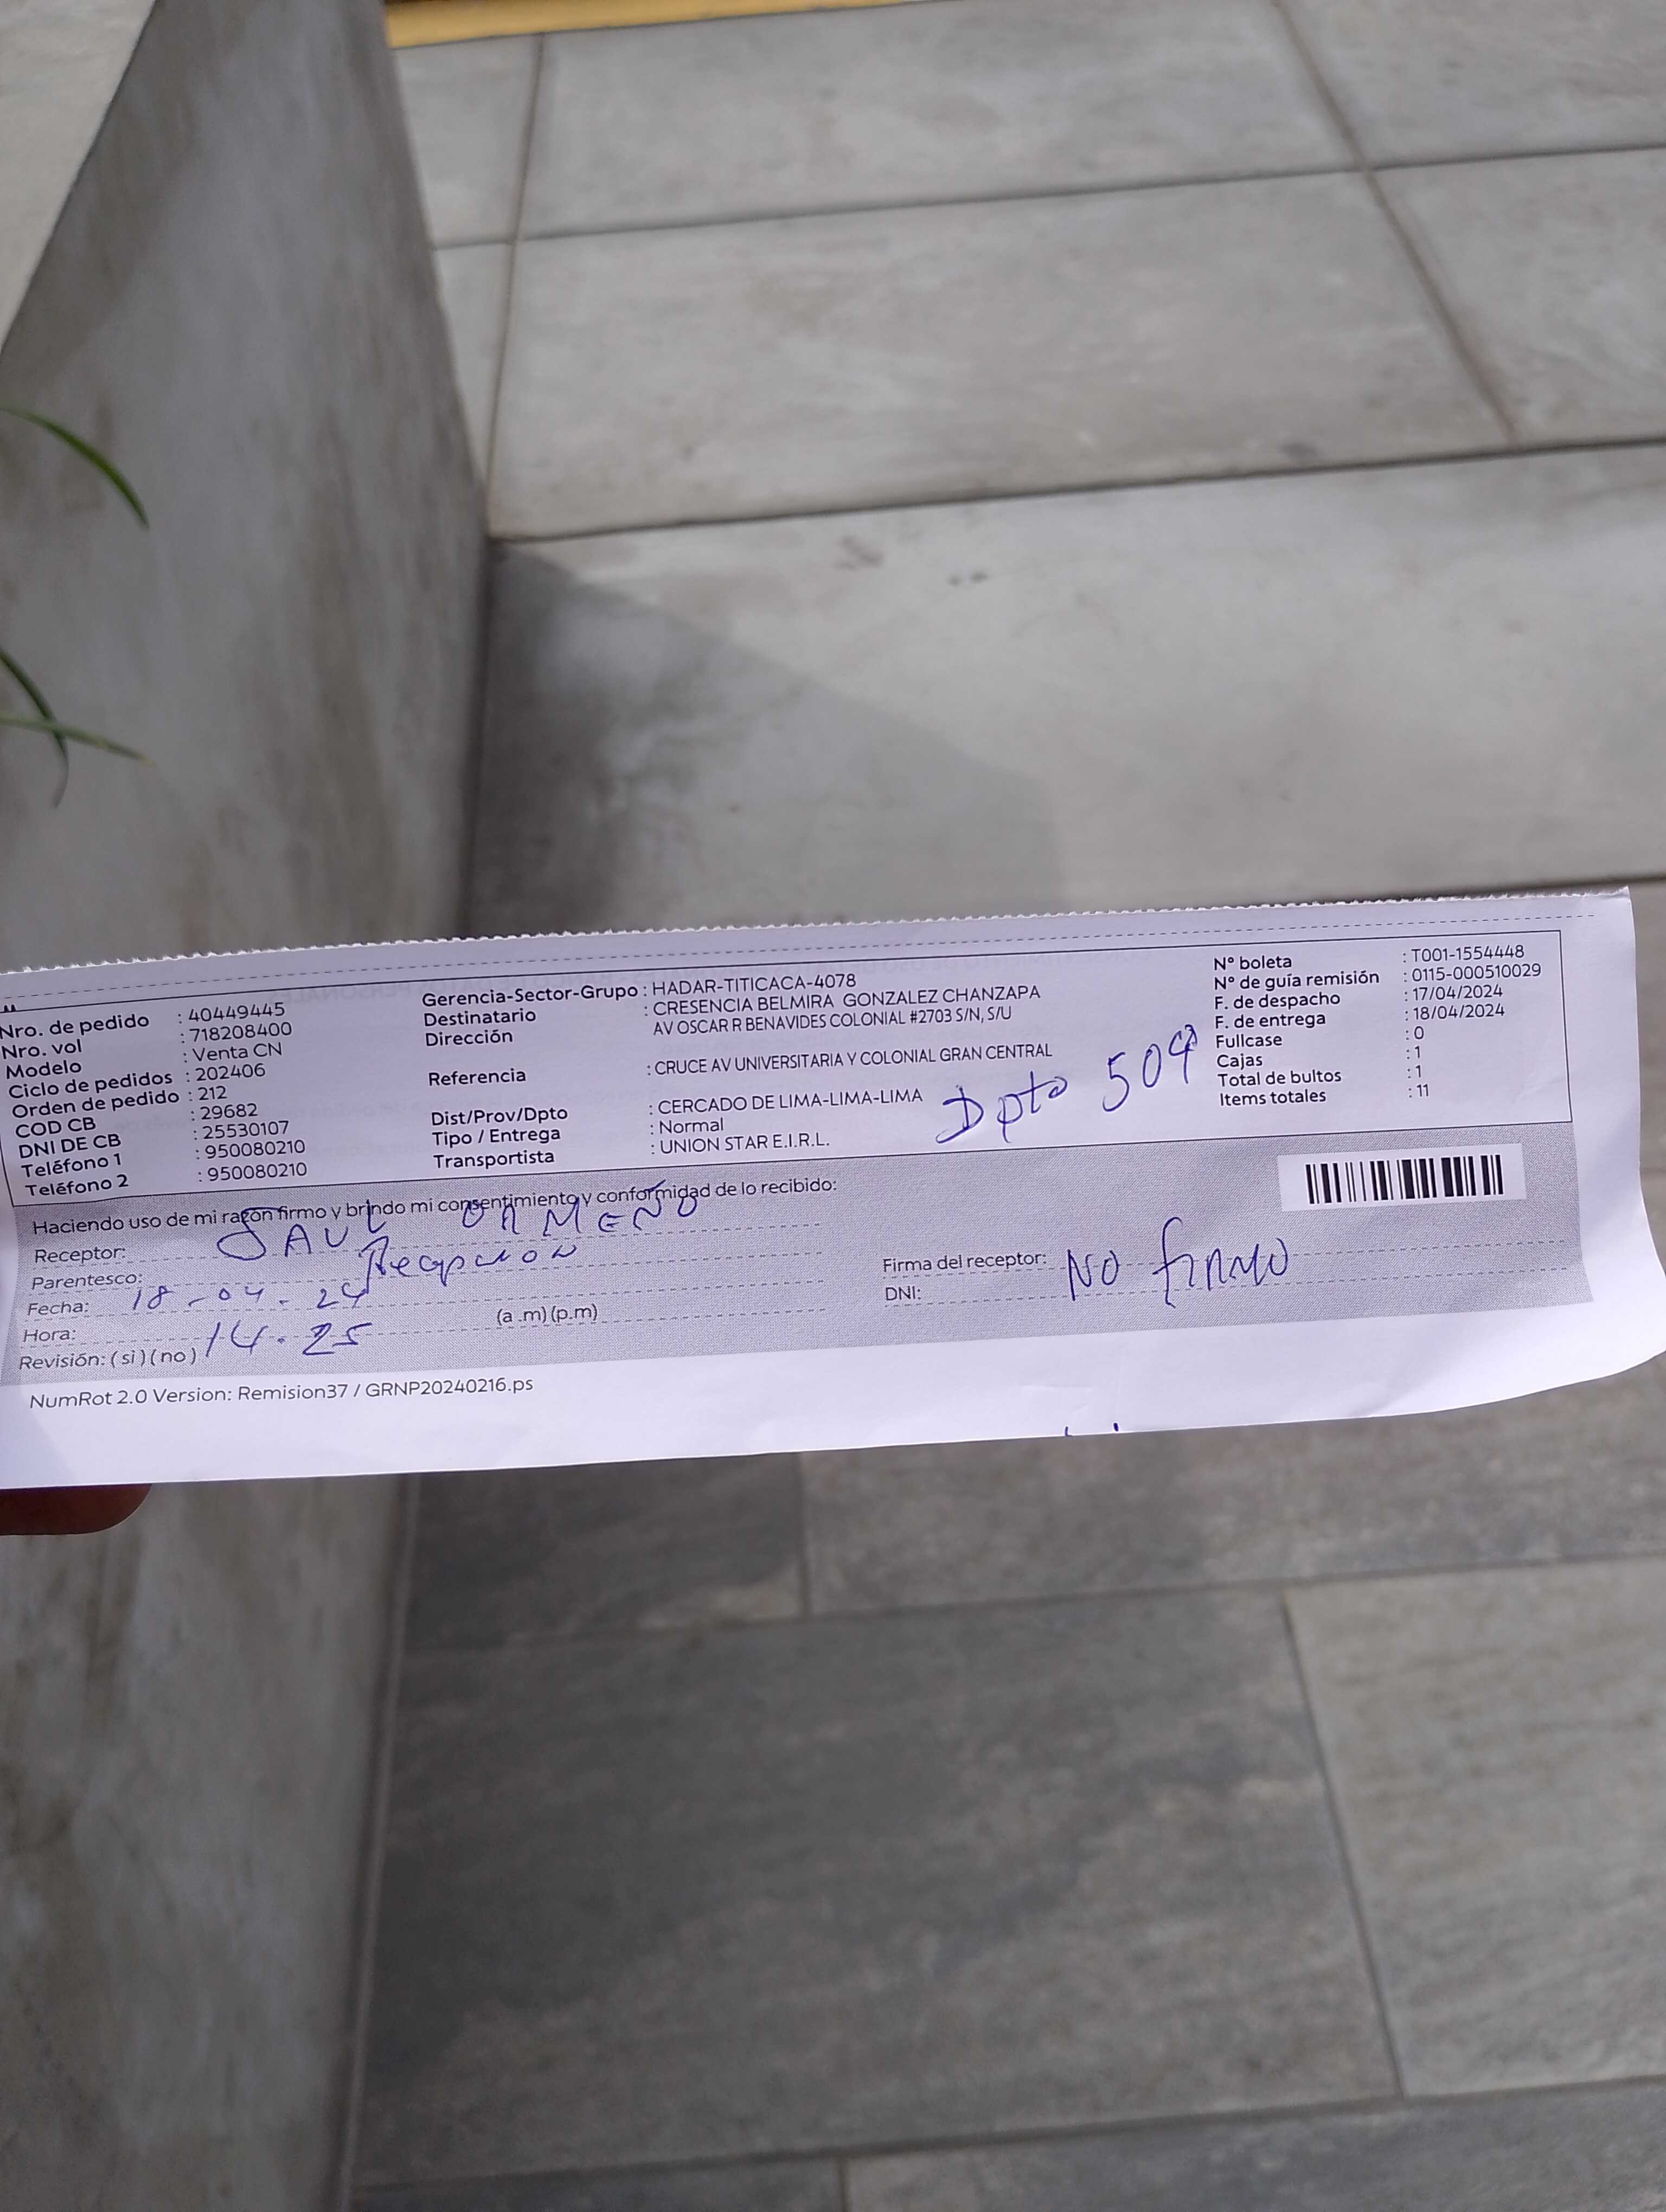 Nro. de pedido : 40449445
Nro. vol : 718208400
Modelo : Venta CN
Ciclo de pedidos : 202406
Orden de pedido : 212
COD CB : 29682
DNI DE CB : 25530107
Teléfono 1 : 950080210
Teléfono 2 : 950080210
Gerencia-Sector-Grupo : HADAR-TITICACA-4078
Destinatario : CRESENCIA BELMIRA GONZALEZ CHANZAPA
Dirección AV OSCAR R BENAVIDES COLONIAL #2703 S/N, S/U
Referencia : CRUCE AV UNIVERSITARIA Y COLONIAL GRAN CENTRAL
Dist/Prov/Dpto : CERCADO DE LIMA-LIMA-LIMA
Tipo / Entrega : Normal
Transportista : UNION STAR E.I.R.L.
Dpto 509
N° boleta : T001-1554448
N° de guía remisión : 0115-000510029
F. de despacho : 17/04/2024
F. de entrega : 18/04/2024
Fullcase : 0
Cajas : 1
Total de bultos : 1
Items totales : 11
Haciendo uso de mi razón firmo y brindo mi consentimiento y conformidad de lo recibido:
Receptor: SAUL ORMEÑO
Parentesco: Recepcion
Fecha: 18-04-24
Hora: 14.25 (a .m) (p.m)
Revisión: ( si ) ( no )
Firma del receptor: NO firmo
DNI:
NumRot 2.0 Version: Remision37 / GRNP20240216.ps